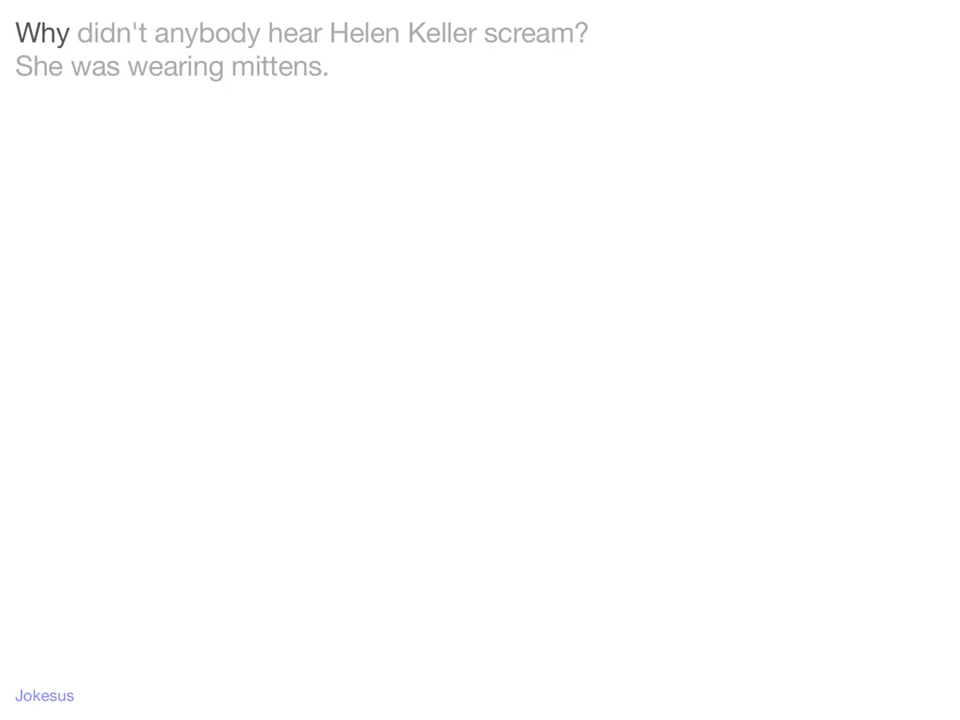 Why didn't anybody hear Helen Keller scream?
She was wearing mittens.
Jokesus